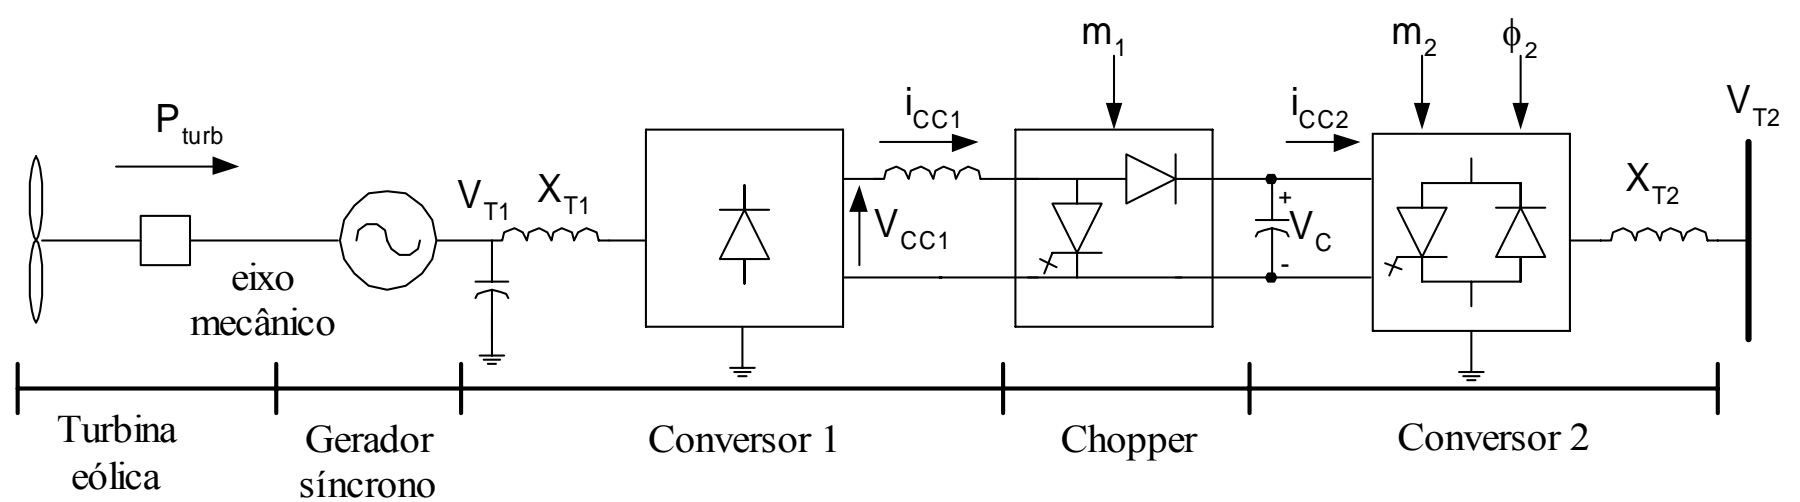 m1
m2
ϕ2
Pturb
iCC1
iCC2
VT2
VT1
XT1
VCC1
+
VC
-
XT2
eixo
mecânico
Turbina
eólica
Gerador
síncrono
Conversor 1
Chopper
Conversor 2